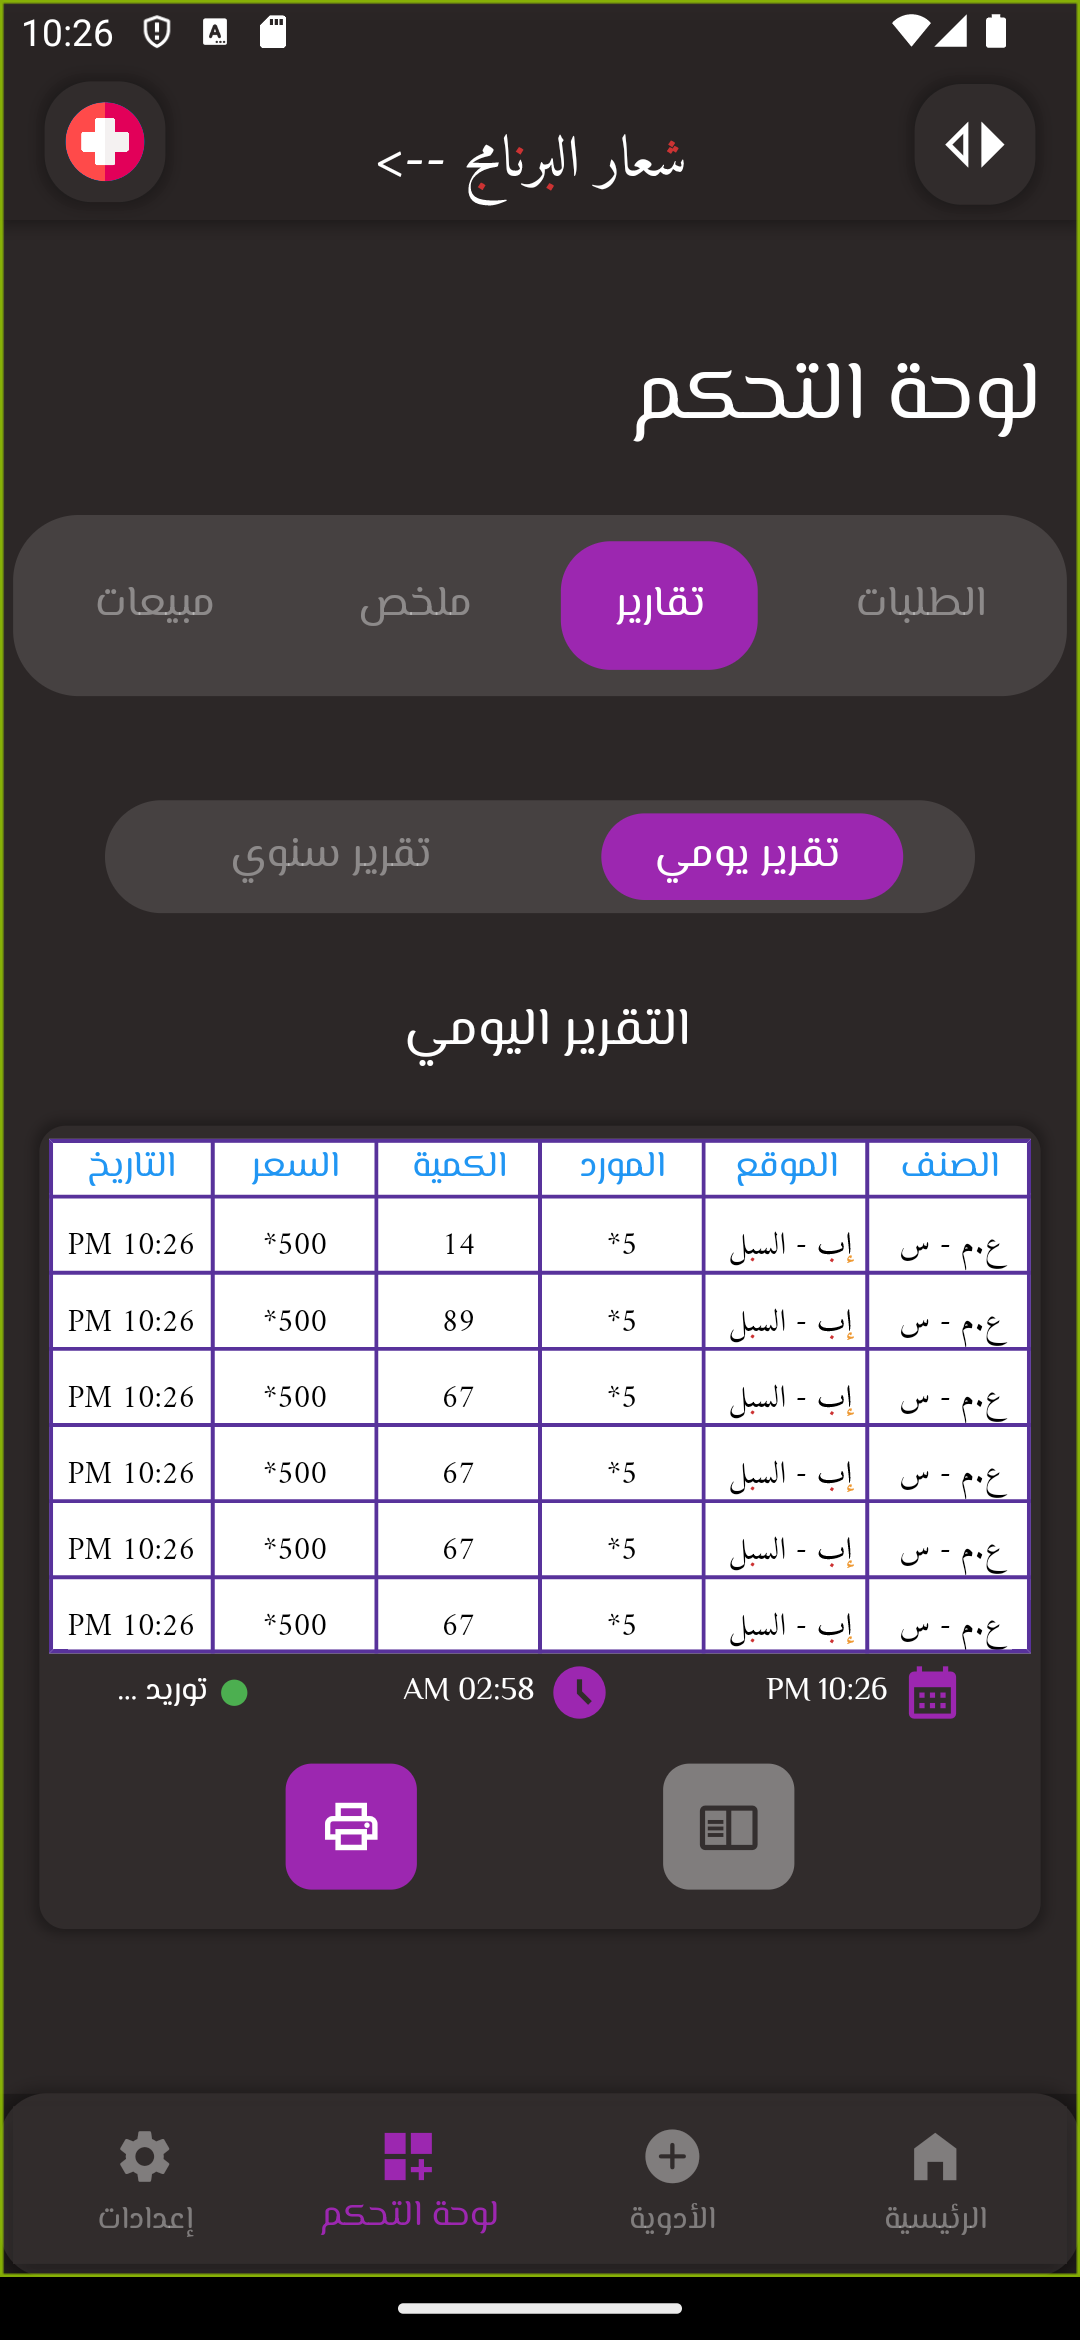 10:26
شعار البرنامج -->
لوحة التحكم
الطلبات تقارير ملخص مبيعات
تقرير يومي تقرير سنوي
التقرير اليومي
الصنف الموقع المورد الكمية السعر التاريخ
ع.م - س إب - السبل 5* 14 500* 10:26 PM
ع.م - س إب - السبل 5* 89 500* 10:26 PM
ع.م - س إب - السبل 5* 67 500* 10:26 PM
ع.م - س إب - السبل 5* 67 500* 10:26 PM
ع.م - س إب - السبل 5* 67 500* 10:26 PM
ع.م - س إب - السبل 5* 67 500* 10:26 PM
10:26 PM 02:58 AM توريد ...
الرئيسية الأدوية لوحة التحكم إعدادات